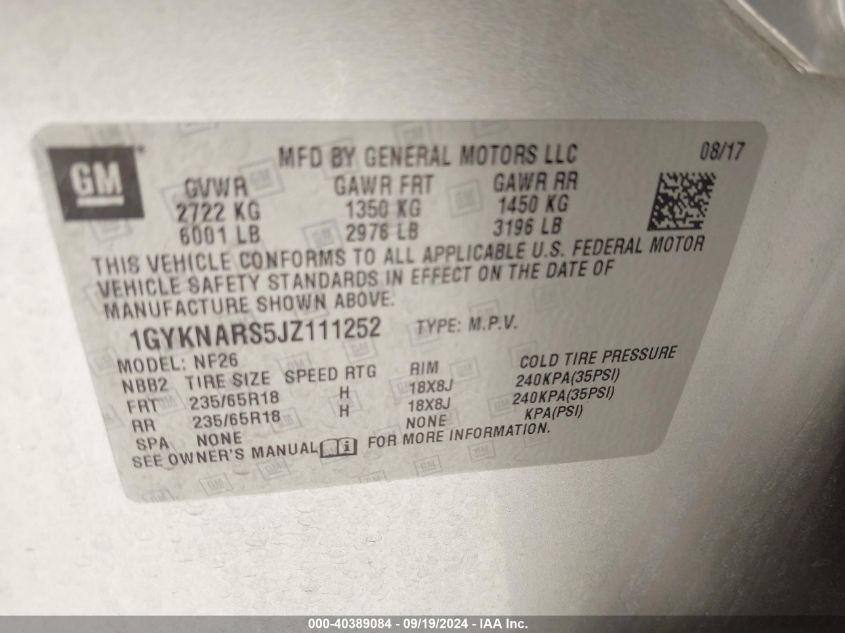 GM
MFD BY GENERAL MOTORS LLC 08/17
GVWR GAWR FRT GAWR RR
2722 KG 1350 KG 1450 KG
6001 LB 2976 LB 3196 LB
THIS VEHICLE CONFORMS TO ALL APPLICABLE U.S. FEDERAL MOTOR
VEHICLE SAFETY STANDARDS IN EFFECT ON THE DATE OF
MANUFACTURE SHOWN ABOVE.
1GYKNARS5JZ111252 TYPE: M.P.V.
MODEL: NF26
NBB2 TIRE SIZE SPEED RTG RIM COLD TIRE PRESSURE
FRT 235/65R18 H 18X8J 240KPA(35PSI)
RR 235/65R18 H 18X8J 240KPA(35PSI)
SPA NONE NONE KPA(PSI)
SEE OWNER'S MANUAL i FOR MORE INFORMATION.
000-40389084 - 09/19/2024 - IAA Inc.